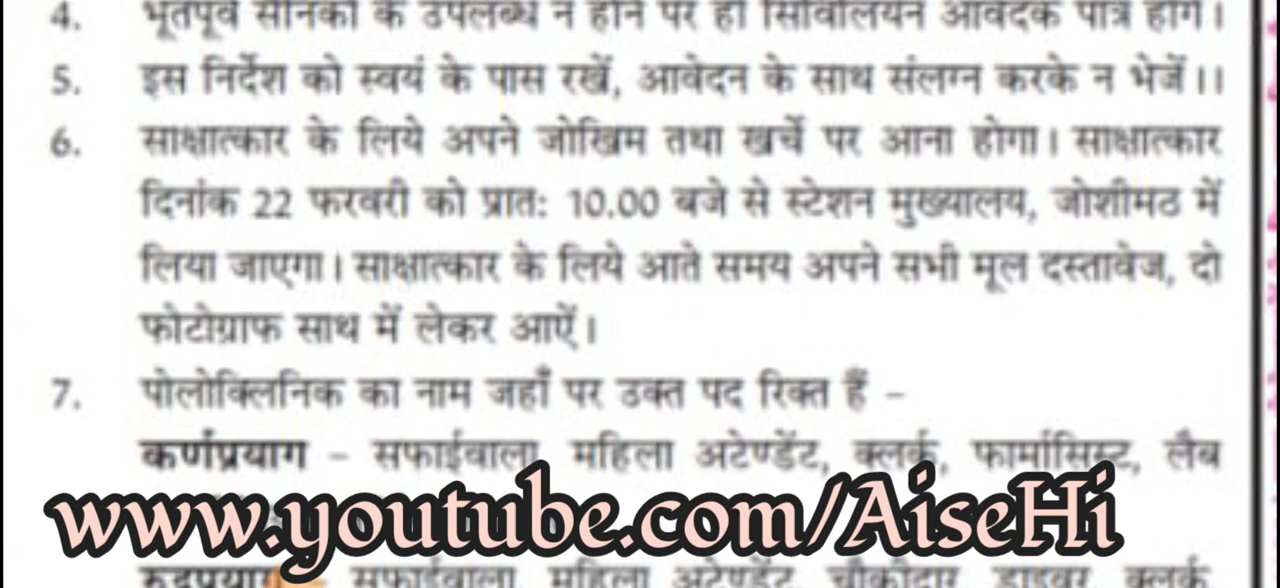 4. भूतपूर्व सैनिकों के उपलब्ध न होने पर ही सिविलियन आवेदक पात्र होंगे।
5. इस निर्देश को स्वयं के पास रखें, आवेदन के साथ संलग्न करके न भेजें।।
6. साक्षात्कार के लिये अपने जोखिम तथा खर्चे पर आना होगा। साक्षात्कार
दिनांक 22 फरवरी को प्रात: 10.00 बजे से स्टेशन मुख्यालय, जोशीमठ में
लिया जाएगा। साक्षात्कार के लिये आते समय अपने सभी मूल दस्तावेज, दो
फोटोग्राफ साथ में लेकर आऐं।
7. पोलोक्लिनिक का नाम जहाँ पर उक्त पद रिक्त हैं –
कर्णप्रयाग – सफाईवाला, महिला अटेण्डेंट, क्लर्क, फार्मासिस्ट, लैब
www.youtube.com/AiseHi
रुद्रप्रयाग – सफाईवाला, महिला अटेण्डेंट, चौकीदार, ड्राइवर, क्लर्क,